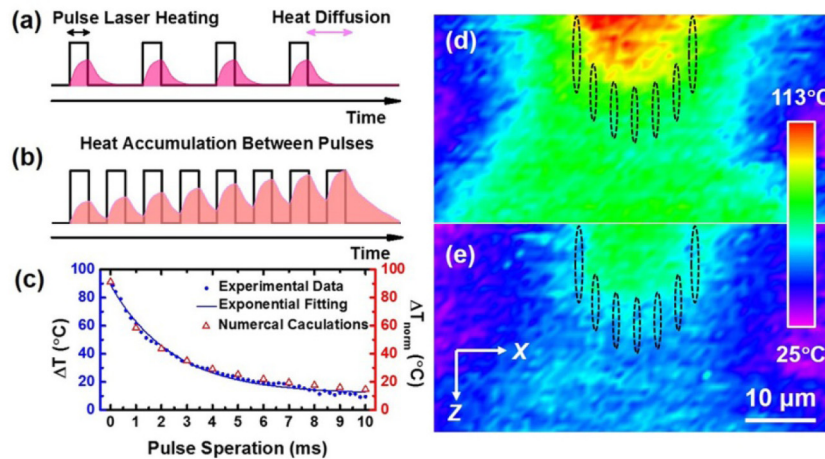 (a)
Pulse Laser Heating
Heat Diffusion
Time
(b)
Heat Accumulation Between Pulses
Time
(c)
100
80
60
40
20
0
ΔT (°C)
Experimental Data
Exponential Fitting
Numercal Caculations
100
80
60
40
20
0
ΔTnorm (°C)
0 1 2 3 4 5 6 7 8 9 10
Pulse Speration (ms)
(d)
113°C
(e)
25°C
X
Z
10 μm